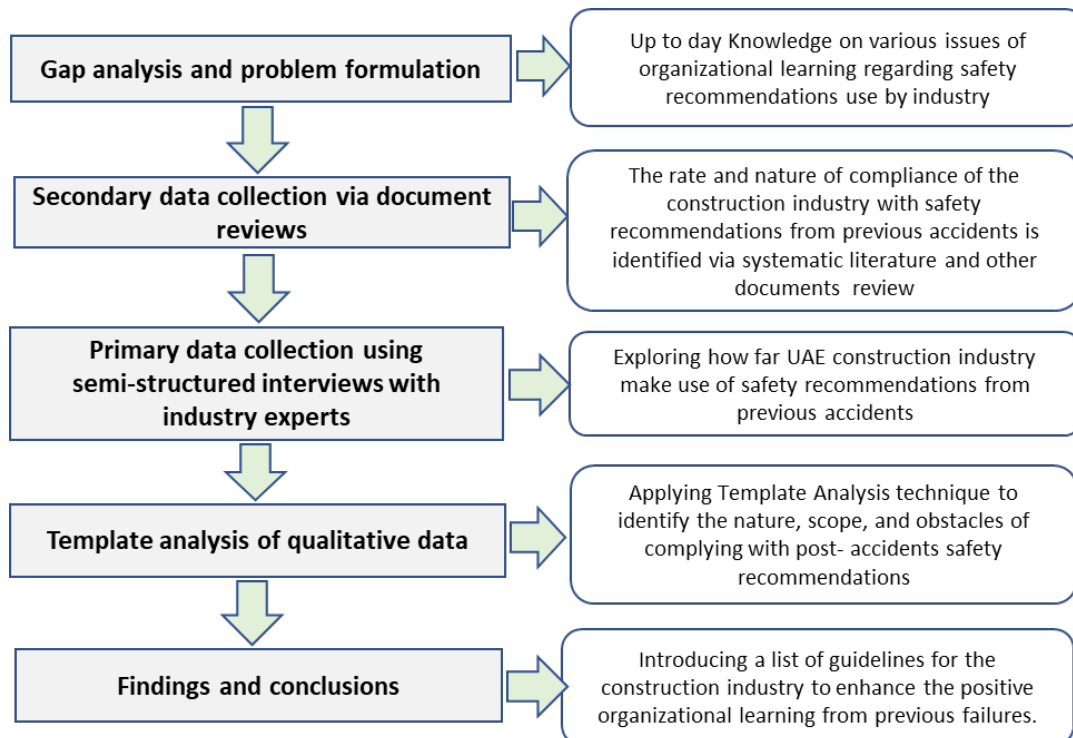 Gap analysis and problem formulation
Up to day Knowledge on various issues of
organizational learning regarding safety
recommendations use by industry
Secondary data collection via document
reviews
The rate and nature of compliance of the
construction industry with safety
recommendations from previous accidents is
identified via systematic literature and other
documents review
Primary data collection using
semi-structured interviews with
industry experts
Exploring how far UAE construction industry
make use of safety recommendations from
previous accidents
Template analysis of qualitative data
Applying Template Analysis technique to
identify the nature, scope, and obstacles of
complying with post- accidents safety
recommendations
Findings and conclusions
Introducing a list of guidelines for the
construction industry to enhance the positive
organizational learning from previous failures.